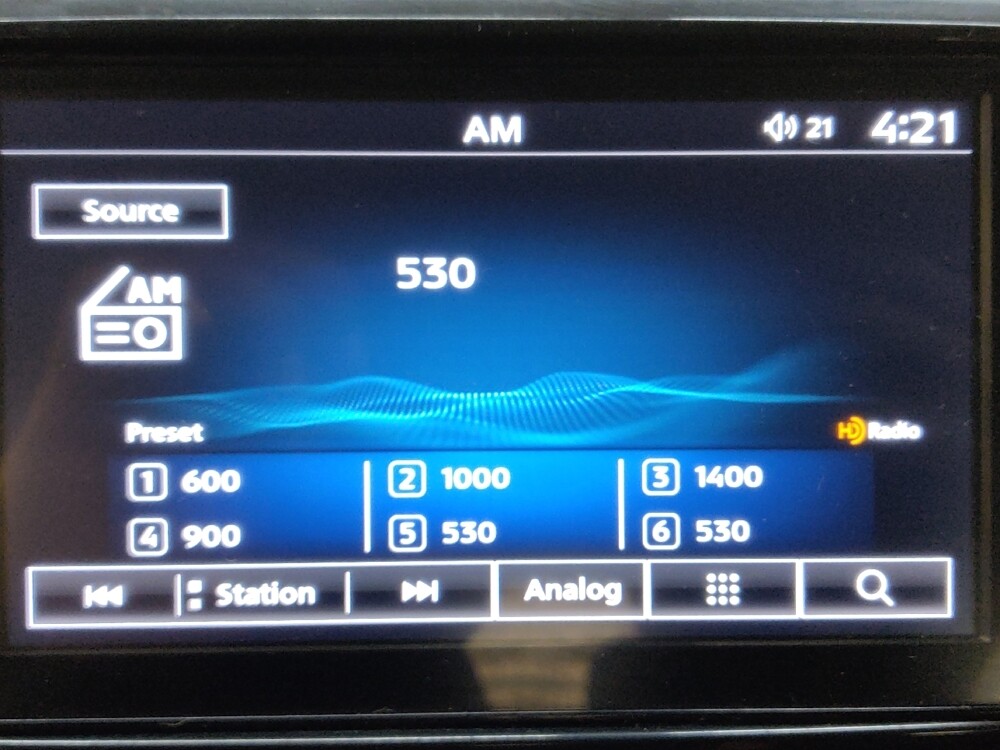 AM 21 4:21
Source
530
AM
Preset
HD Radio
1 600 2 1000 3 1400
4 900 5 530 6 530
Station Analog